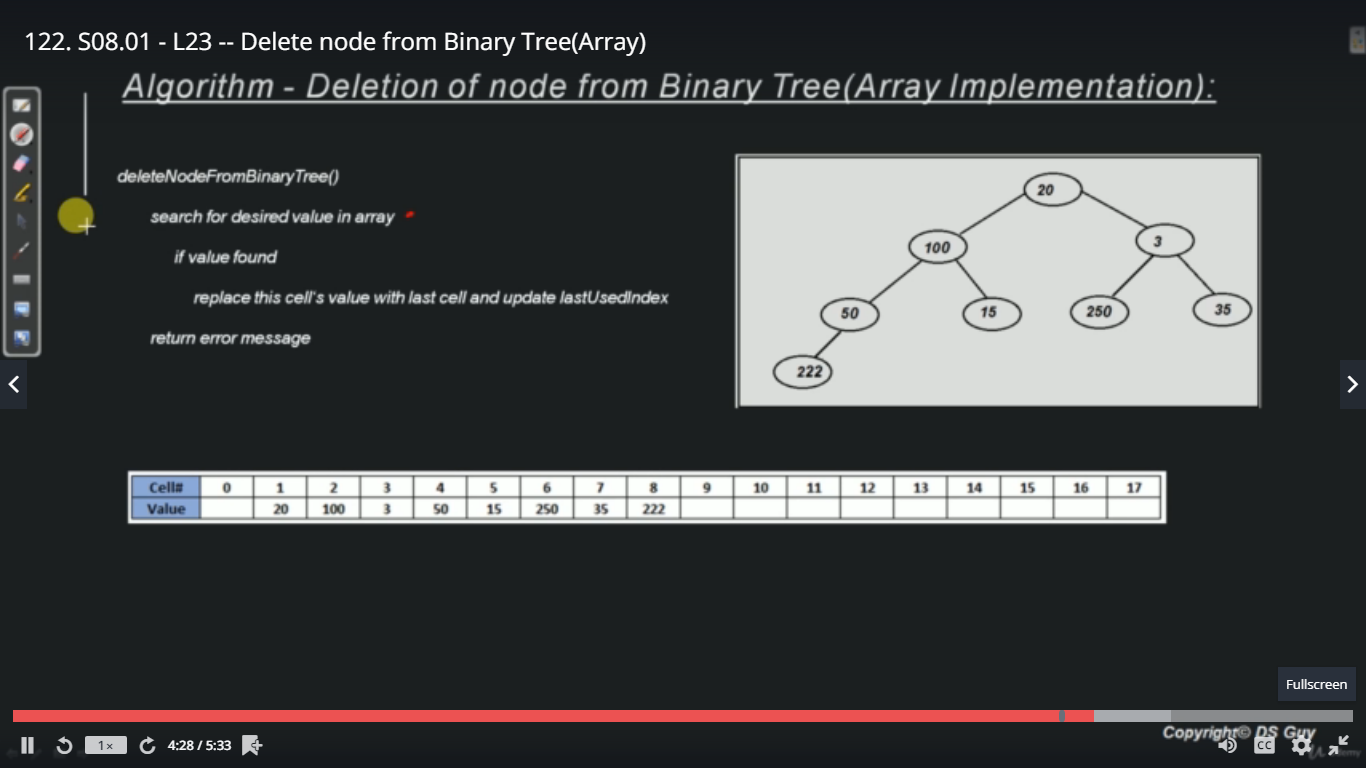 122. S08.01 - L23 -- Delete node from Binary Tree(Array)
Algorithm - Deletion of node from Binary Tree(Array Implementation):
deleteNodeFromBinaryTree()
search for desired value in array
if value found
replace this cell's value with last cell and update lastUsedIndex
return error message
20
100 3
50 15 250 35
222
Cell# 0 1 2 3 4 5 6 7 8 9 10 11 12 13 14 15 16 17
Value 20 100 3 50 15 250 35 222
Fullscreen
Copyright© DS Guy
1× 4:28 / 5:33 CC